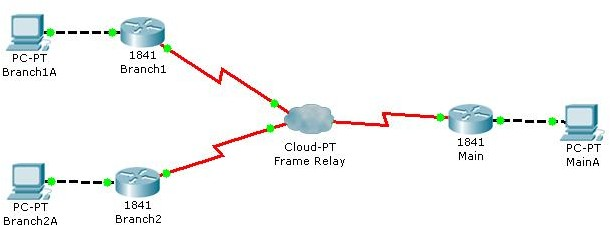 PC-PT
Branch1A
1841
Branch1
Cloud-PT
Frame Relay
1841
Main
PC-PT
MainA
PC-PT
Branch2A
1841
Branch2